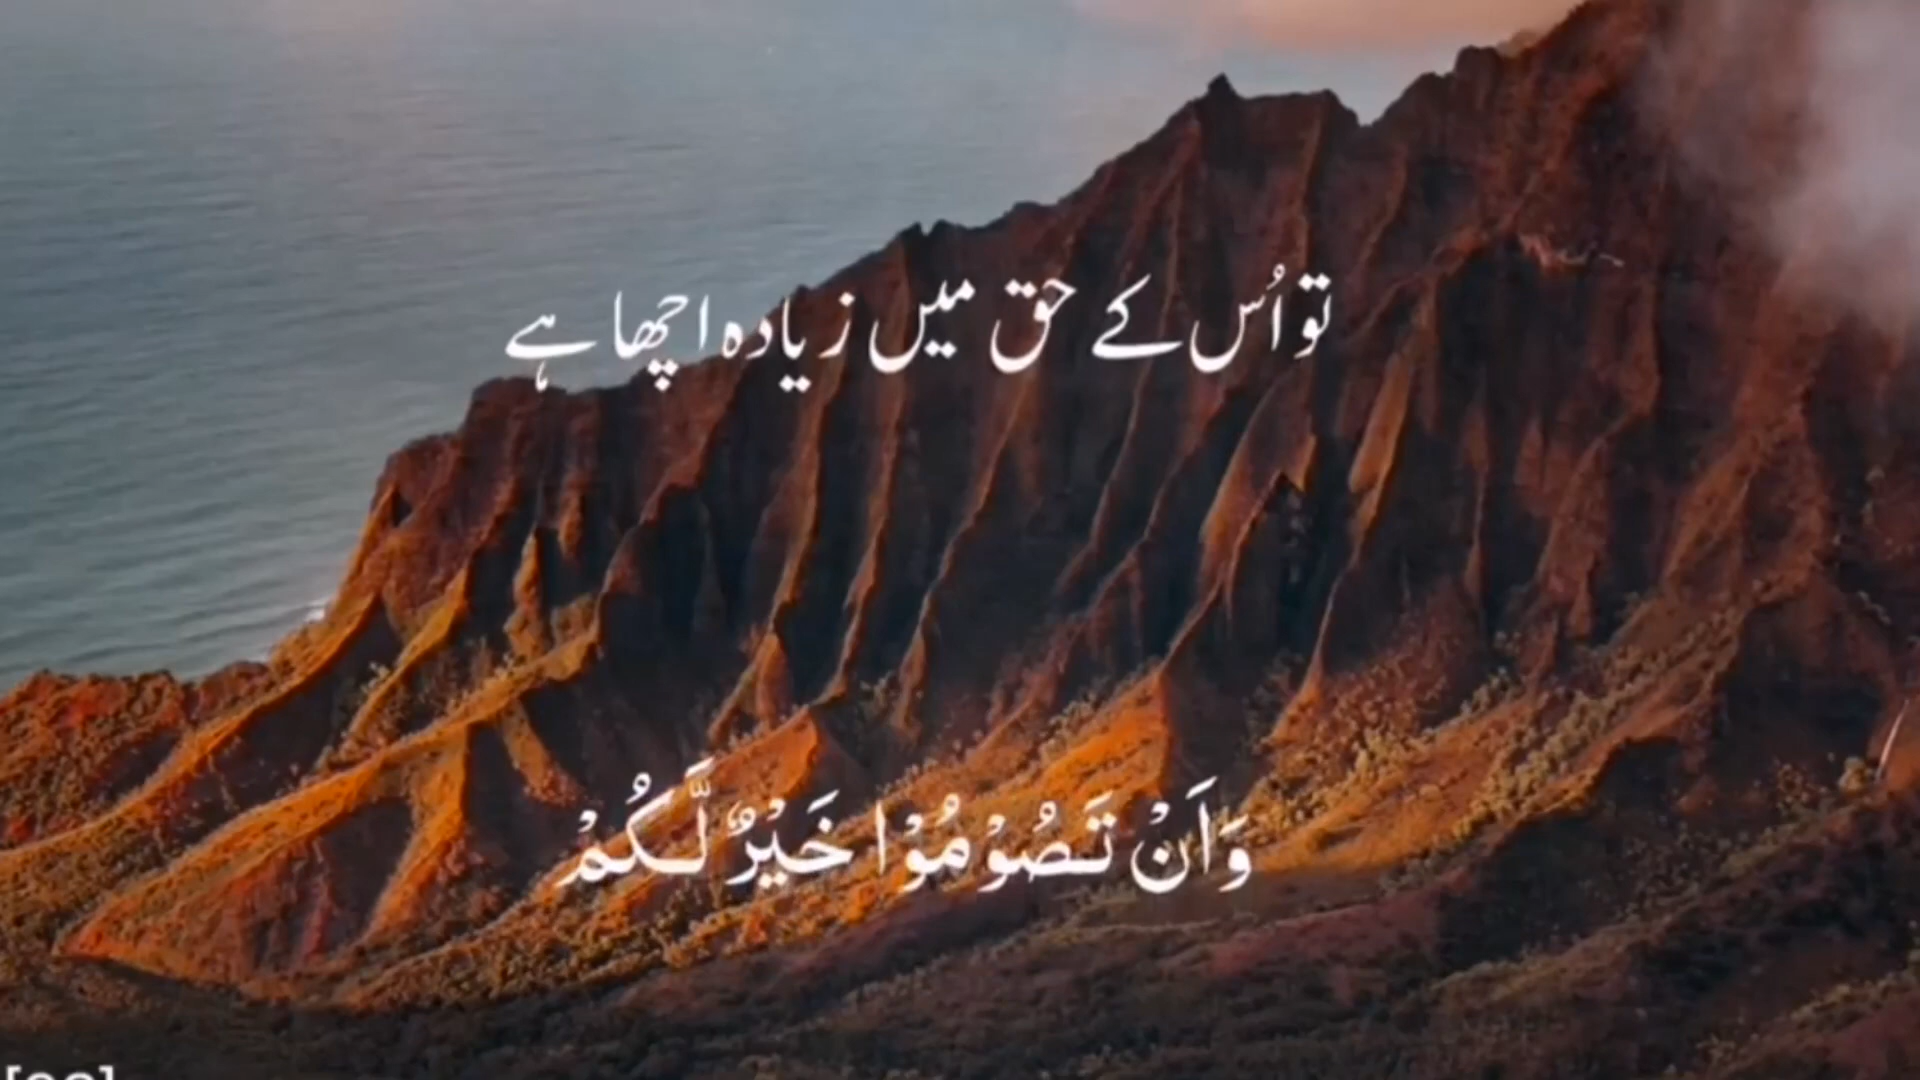 تو اُس کے حق میں زیادہ اچھا ہے
وَاَنْ تَصُوْمُوْا خَيْرٌ لَّكُمْ